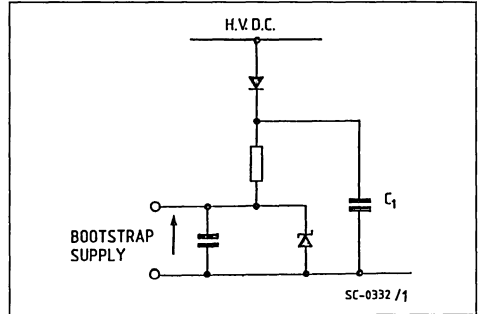 H.V.D.C.
C₁
BOOTSTRAP
SUPPLY
SC-0332/1